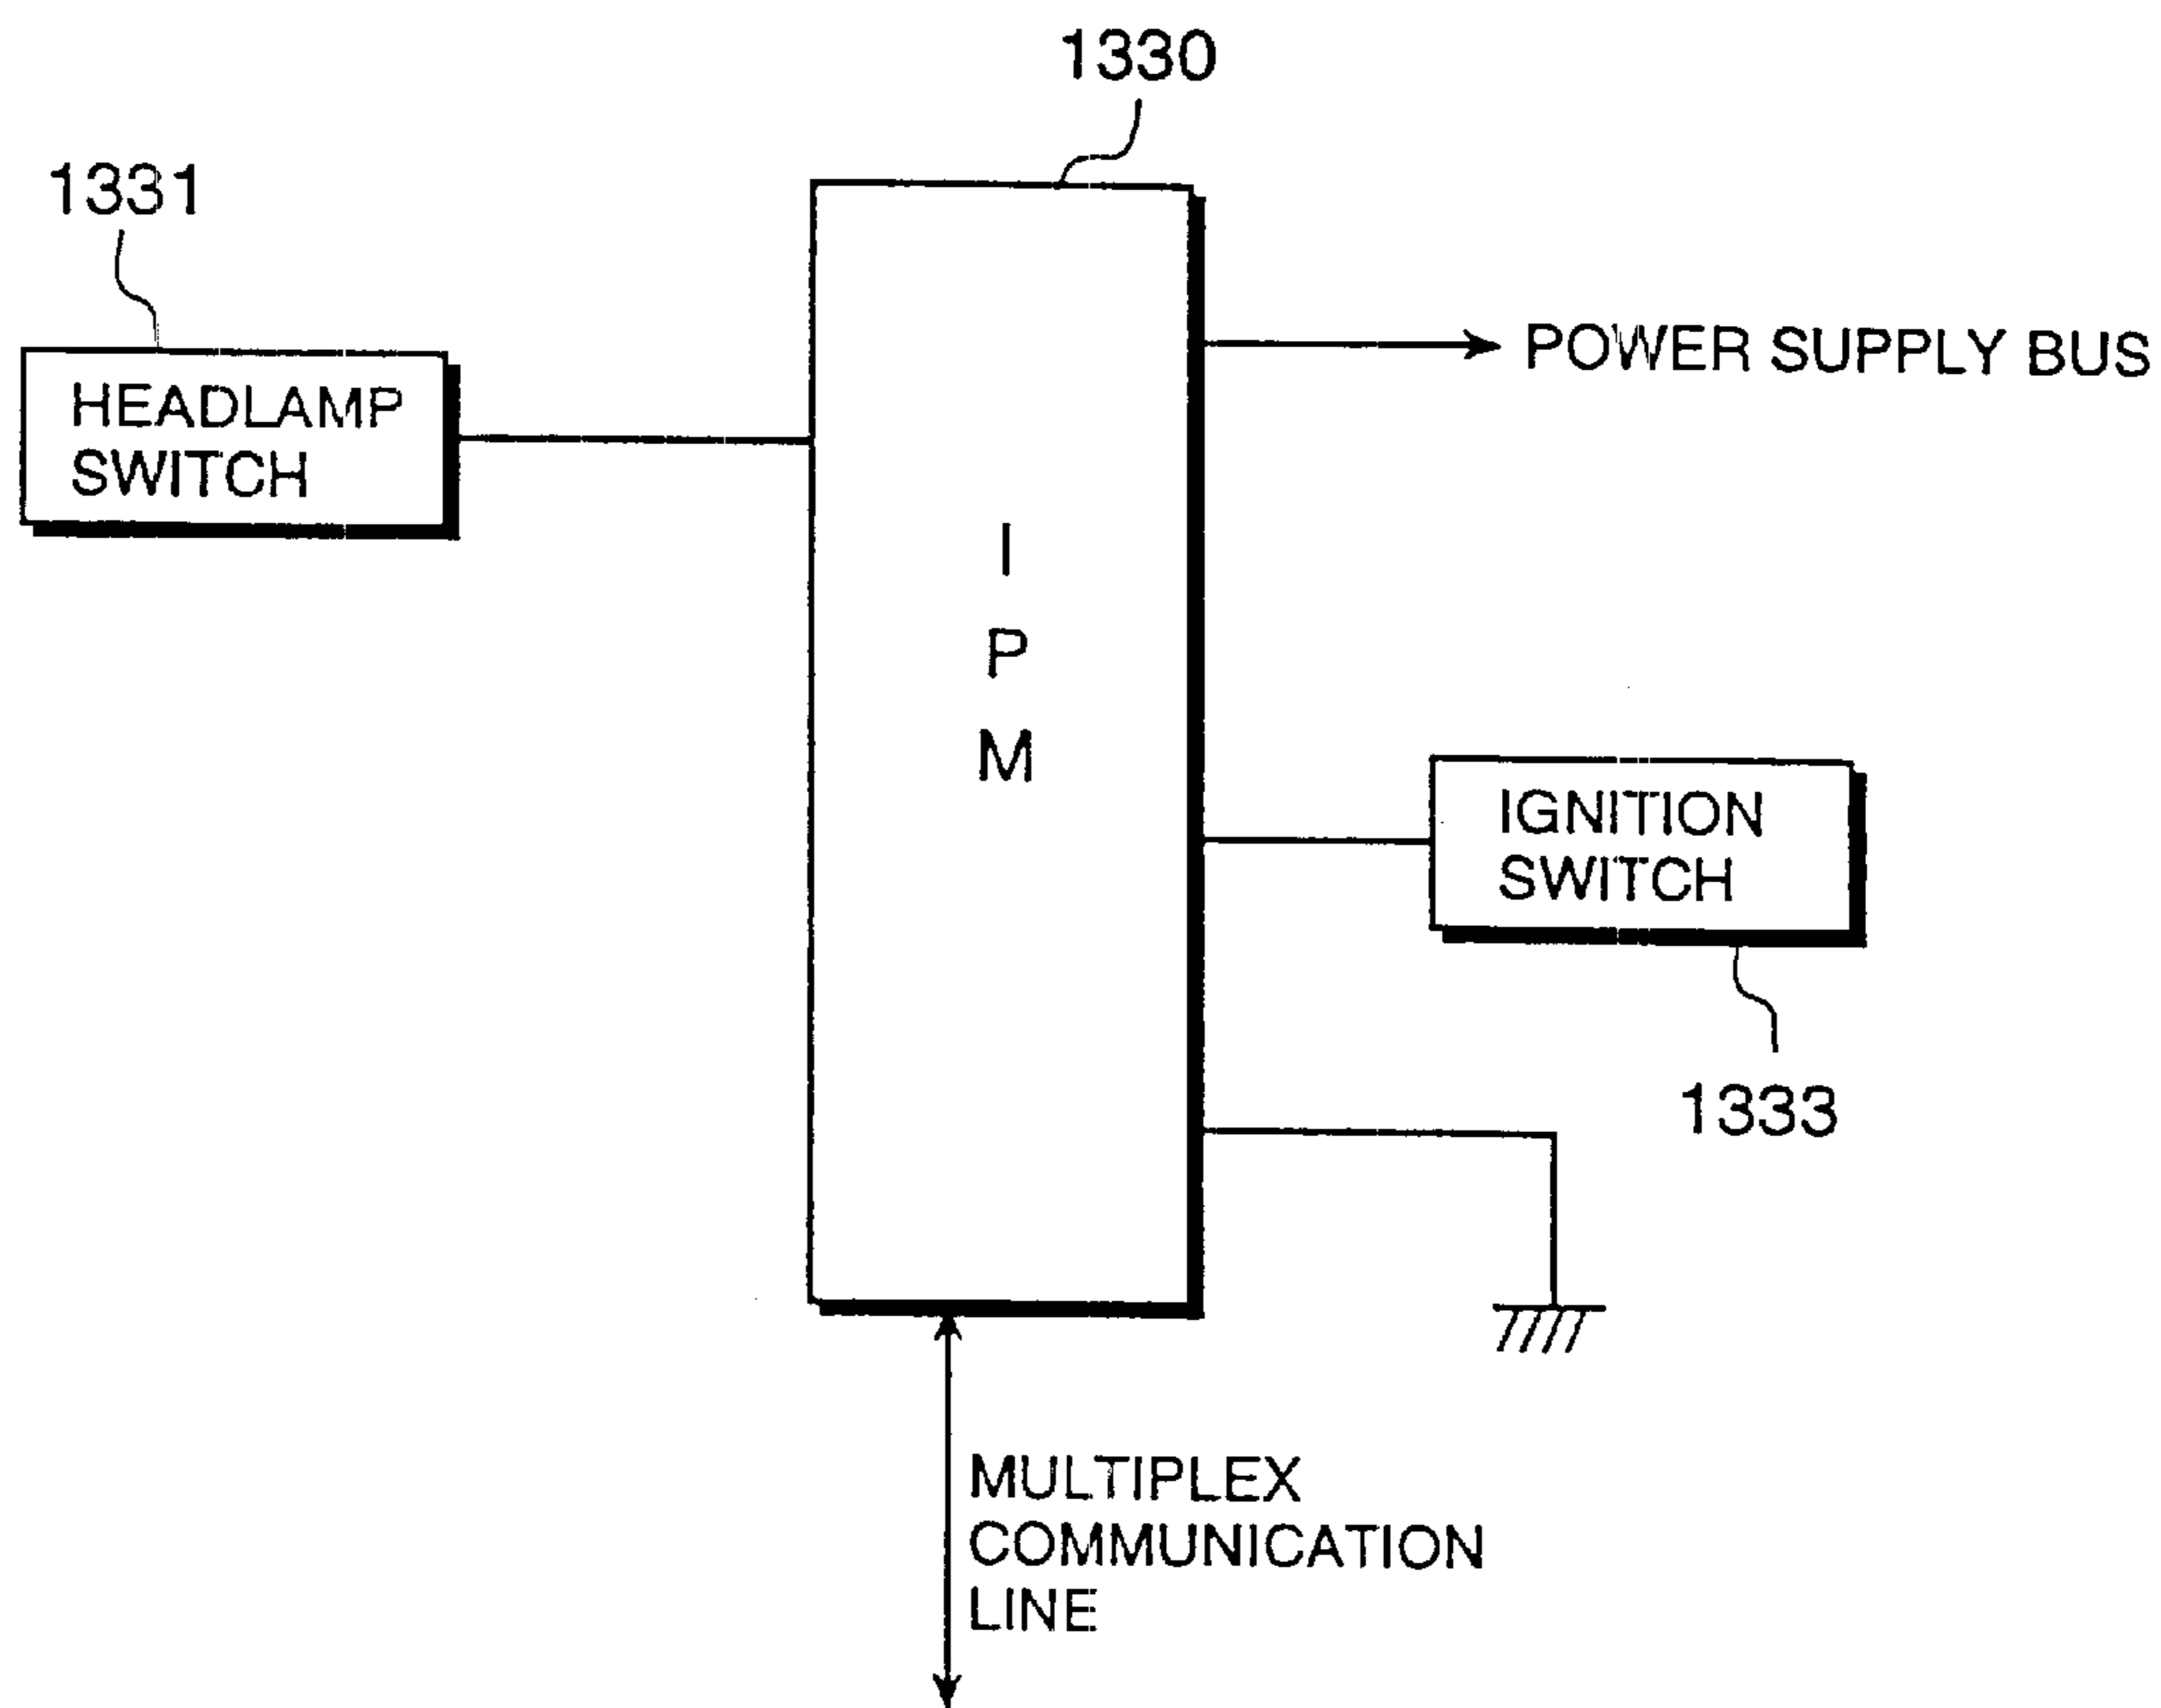 1330
1331
POWER SUPPLY BUS
HEADLAMP
SWITCH
I
P
M
IGNITION
SWITCH
1333
MULTIPLEX
COMMUNICATION
LINE